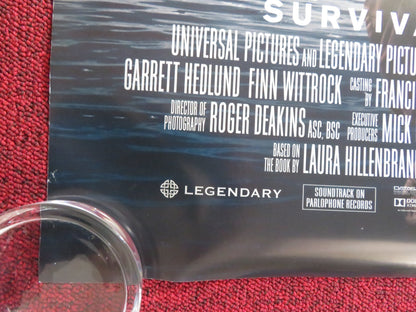 SURVIVA
UNIVERSAL PICTURES AND LEGENDARY PICTU
GARRETT HEDLUND FINN WITTROCK CASTING BY FRANCI
DIRECTOR OF PHOTOGRAPHY ROGER DEAKINS ASC, BSC EXECUTIVE PRODUCERS MICK
BASED ON THE BOOK BY LAURA HILLENBRAN
LEGENDARY
SOUNDTRACK ON
PARLOPHONE RECORDS